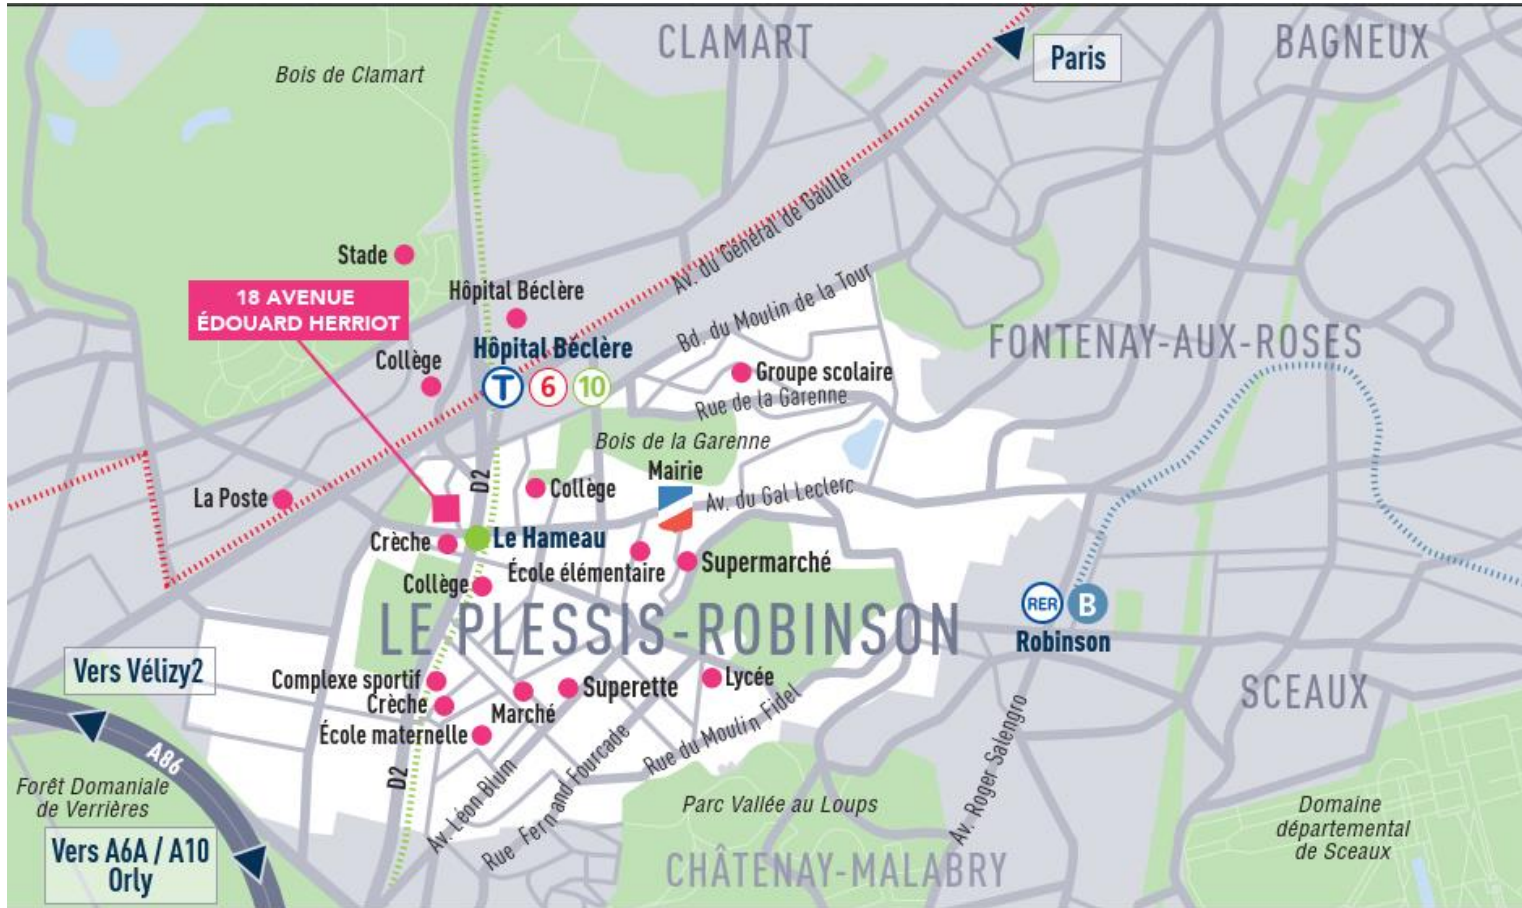 CLAMART
BAGNEUX
Paris
Bois de Clamart
Av. du Général de Gaulle
Stade
18 AVENUE
ÉDOUARD HERRIOT
Hôpital Béclère
Bd. du Moulin de la Tour
Hôpital Béclère
T 6 10
FONTENAY-AUX-ROSES
Collège
Groupe scolaire
Rue de la Garenne
Bois de la Garenne
Mairie
D2
Collège
La Poste
Av. du Gal Leclerc
Crèche
Le Hameau
École élémentaire
Supermarché
Collège
LE PLESSIS-ROBINSON
RER B
Robinson
Vers Vélizy2
Complexe sportif
Superette
Lycée
SCEAUX
Crèche
Marché
École maternelle
Rue du Moulin Fidel
Av. Roger Salengro
A86
D2
Av. Léon Blum
Rue Fernand Fourcade
Forêt Domaniale
de Verrières
Parc Vallée au Loups
Domaine
départemental
de Sceaux
Vers A6A / A10
Orly
CHÂTENAY-MALABRY